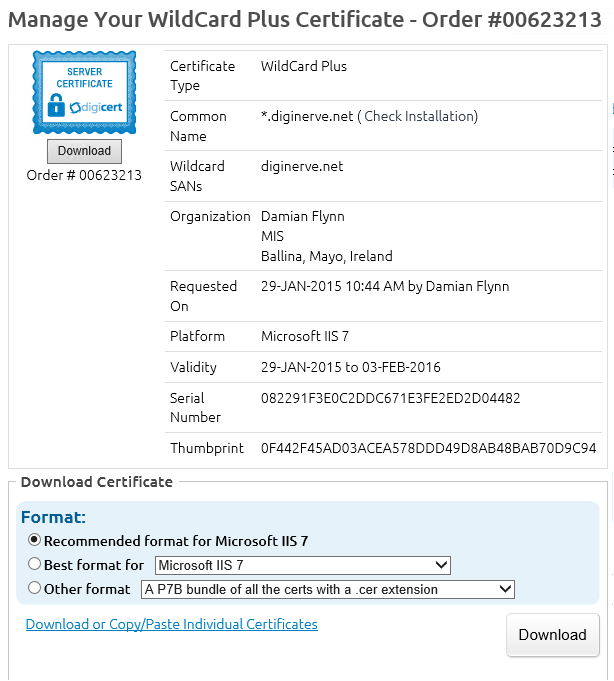 Manage Your WildCard Plus Certificate - Order #00623213
SERVER
CERTIFICATE
digicert
Download
Order # 00623213
Certificate Type WildCard Plus
Common Name *.diginerve.net ( Check Installation)
Wildcard SANs diginerve.net
Organization Damian Flynn
MIS
Ballina, Mayo, Ireland
Requested On 29-JAN-2015 10:44 AM by Damian Flynn
Platform Microsoft IIS 7
Validity 29-JAN-2015 to 03-FEB-2016
Serial Number 082291F3E0C2DDC671E3FE2ED2D04482
Thumbprint 0F442F45AD03ACEA578DDD49D8AB48BAB70D9C94
Download Certificate
Format:
Recommended format for Microsoft IIS 7
Best format for Microsoft IIS 7
Other format A P7B bundle of all the certs with a .cer extension
Download or Copy/Paste Individual Certificates
Download